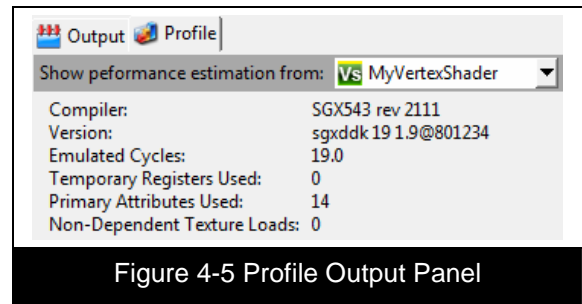 Output Profile
Show peformance estimation from: Vs MyVertexShader
Compiler: SGX543 rev 2111
Version: sgxddk 19 1.9@801234
Emulated Cycles: 19.0
Temporary Registers Used: 0
Primary Attributes Used: 14
Non-Dependent Texture Loads: 0
Figure 4-5 Profile Output Panel